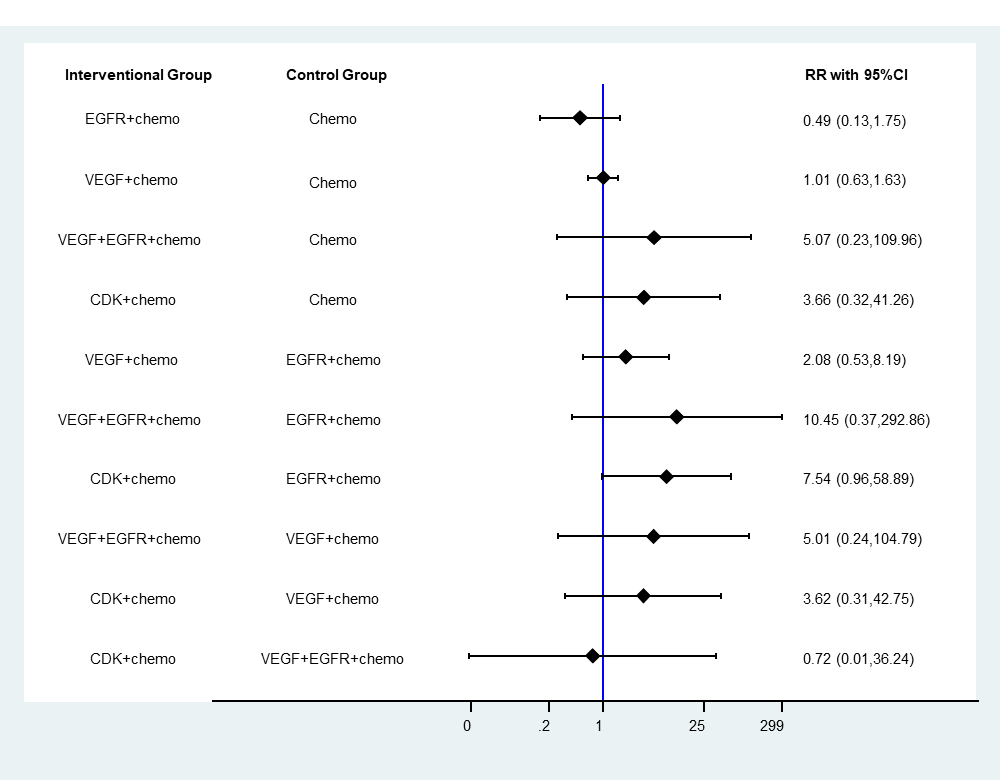 Interventional Group Control Group RR with 95%CI
EGFR+chemo Chemo 0.49 (0.13,1.75)
VEGF+chemo Chemo 1.01 (0.63,1.63)
VEGF+EGFR+chemo Chemo 5.07 (0.23,109.96)
CDK+chemo Chemo 3.66 (0.32,41.26)
VEGF+chemo EGFR+chemo 2.08 (0.53,8.19)
VEGF+EGFR+chemo EGFR+chemo 10.45 (0.37,292.86)
CDK+chemo EGFR+chemo 7.54 (0.96,58.89)
VEGF+EGFR+chemo VEGF+chemo 5.01 (0.24,104.79)
CDK+chemo VEGF+chemo 3.62 (0.31,42.75)
CDK+chemo VEGF+EGFR+chemo 0.72 (0.01,36.24)
0 .2 1 25 299